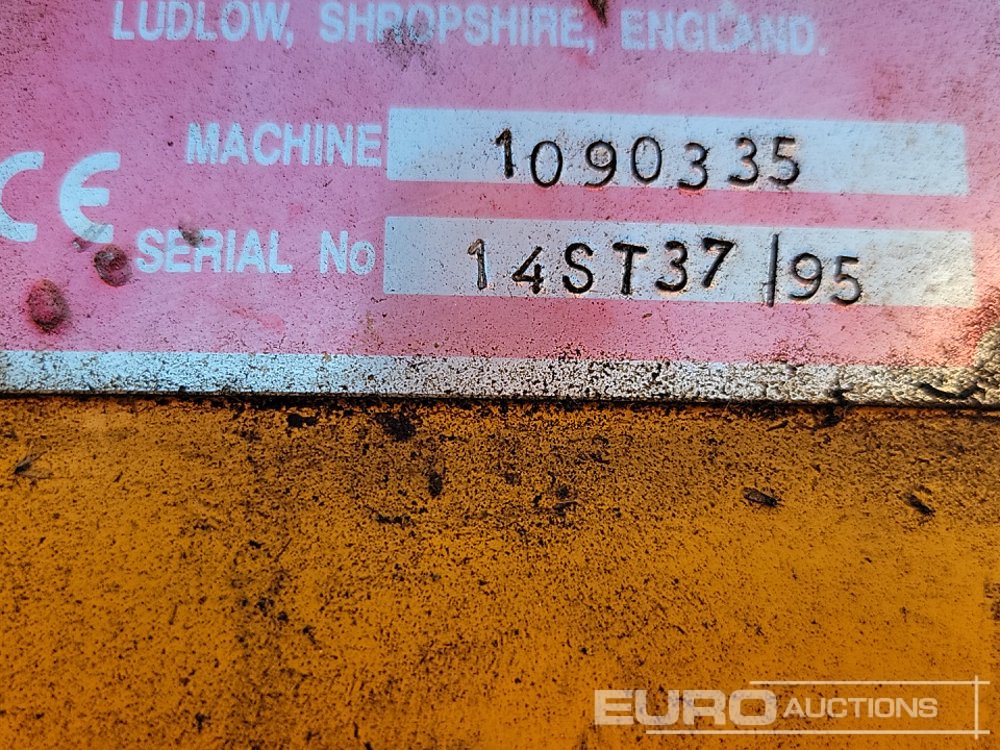 LUDLOW, SHROPSHIRE, ENGLAND.
MACHINE 1090335
CE
SERIAL No 14ST37/95
EURO AUCTIONS